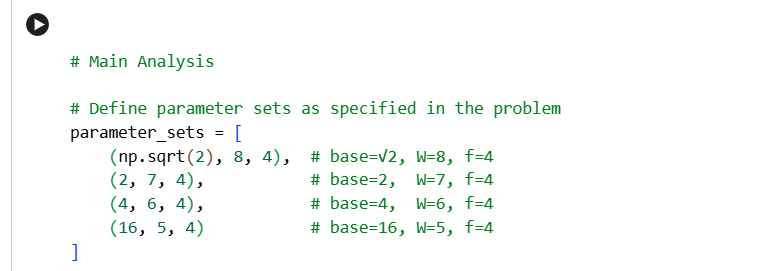 # Main Analysis
# Define parameter sets as specified in the problem
parameter_sets = [
(np.sqrt(2), 8, 4),  # base=√2, W=8, f=4
(2, 7, 4),           # base=2,  W=7, f=4
(4, 6, 4),           # base=4,  W=6, f=4
(16, 5, 4)           # base=16, W=5, f=4
]